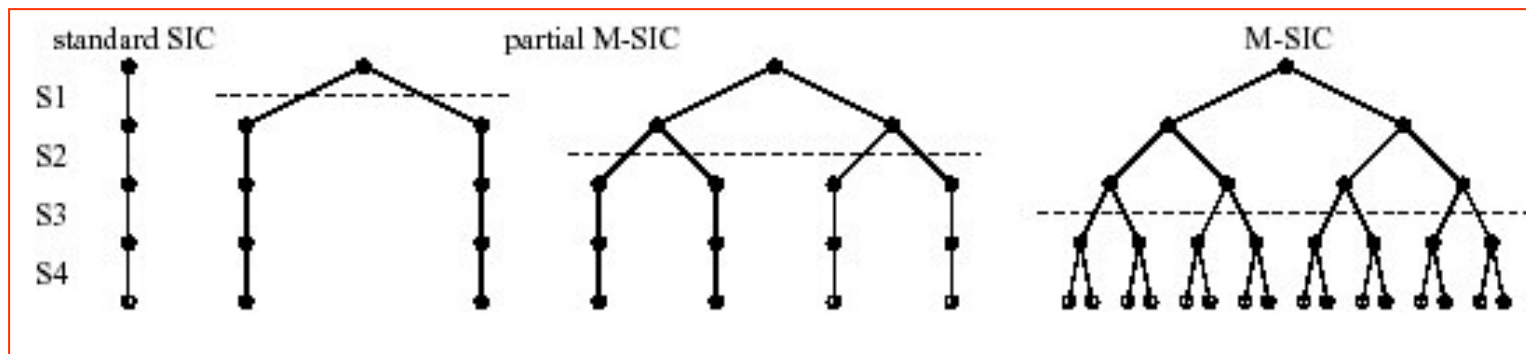 standard SIC
partial M-SIC
M-SIC
S1
S2
S3
S4